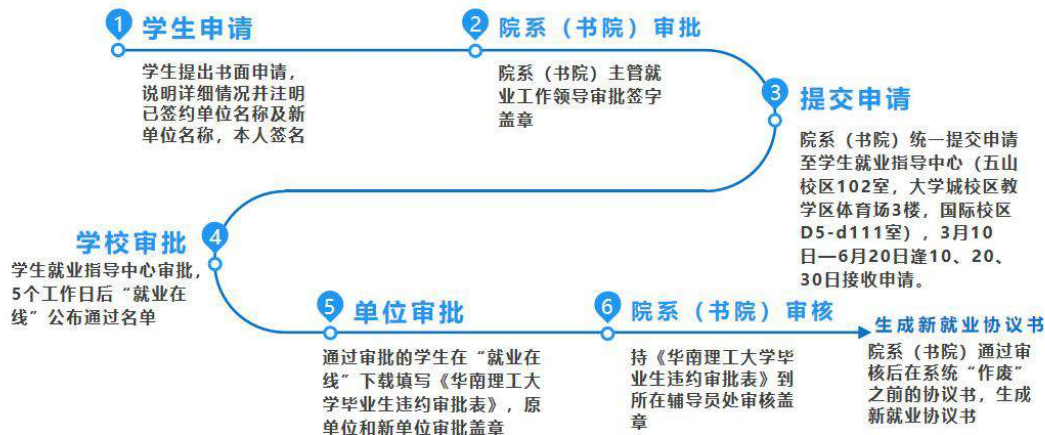 1 学生申请
学生提出书面申请，
说明详细情况并注明
已签约单位名称及新
单位名称，本人签名
2 院系（书院）审批
院系（书院）主管就
业工作领导审批签字
盖章
3 提交申请
院系（书院）统一提交申请
至学生就业指导中心（五山
校区102室，大学城校区教
学区体育场3楼，国际校区
D5-d111室），3月10
日—6月20日逢10、20、
30日接收申请。
4
学校审批
学生就业指导中心审批，
5个工作日后“就业在
线”公布通过名单
5 单位审批
通过审批的学生在“就业在
线”下载填写《华南理工大
学毕业生违约审批表》，原
单位和新单位审批盖章
6 院系（书院）审核
持《华南理工大学毕
业生违约审批表》到
所在辅导员处审核盖
章
生成新就业协议书
院系（书院）通过审
核后在系统“作废”
之前的协议书，生成
新就业协议书